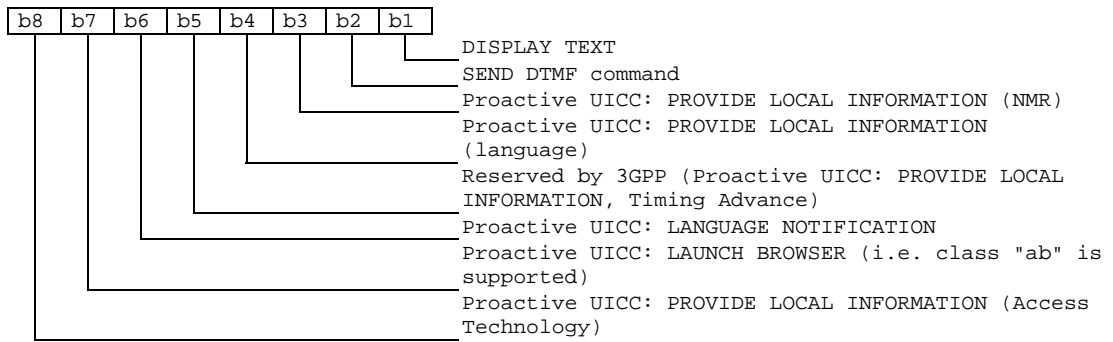 b8 b7 b6 b5 b4 b3 b2 b1
DISPLAY TEXT
SEND DTMF command
Proactive UICC: PROVIDE LOCAL INFORMATION (NMR)
Proactive UICC: PROVIDE LOCAL INFORMATION
(language)
Reserved by 3GPP (Proactive UICC: PROVIDE LOCAL
INFORMATION, Timing Advance)
Proactive UICC: LANGUAGE NOTIFICATION
Proactive UICC: LAUNCH BROWSER (i.e. class "ab" is
supported)
Proactive UICC: PROVIDE LOCAL INFORMATION (Access
Technology)